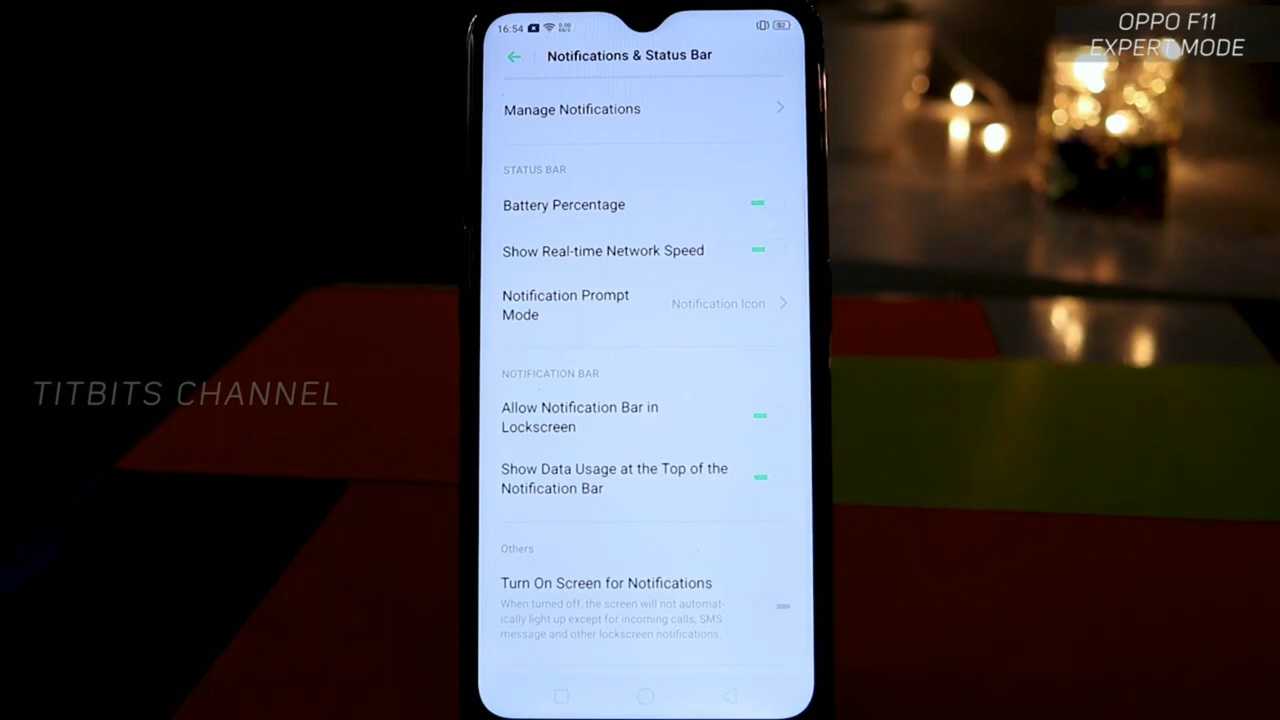 OPPO F11
EXPERT MODE
16:54
0.00
KB/S
Notifications & Status Bar
Manage Notifications
STATUS BAR
Battery Percentage
Show Real-time Network Speed
Notification Prompt
Mode
Notification Icon
NOTIFICATION BAR
Allow Notification Bar in
Lockscreen
Show Data Usage at the Top of the
Notification Bar
Others
Turn On Screen for Notifications
When turned off, the screen will not automat-
ically light up except for incoming calls, SMS
message and other lockscreen notifications.
TITBITS CHANNEL